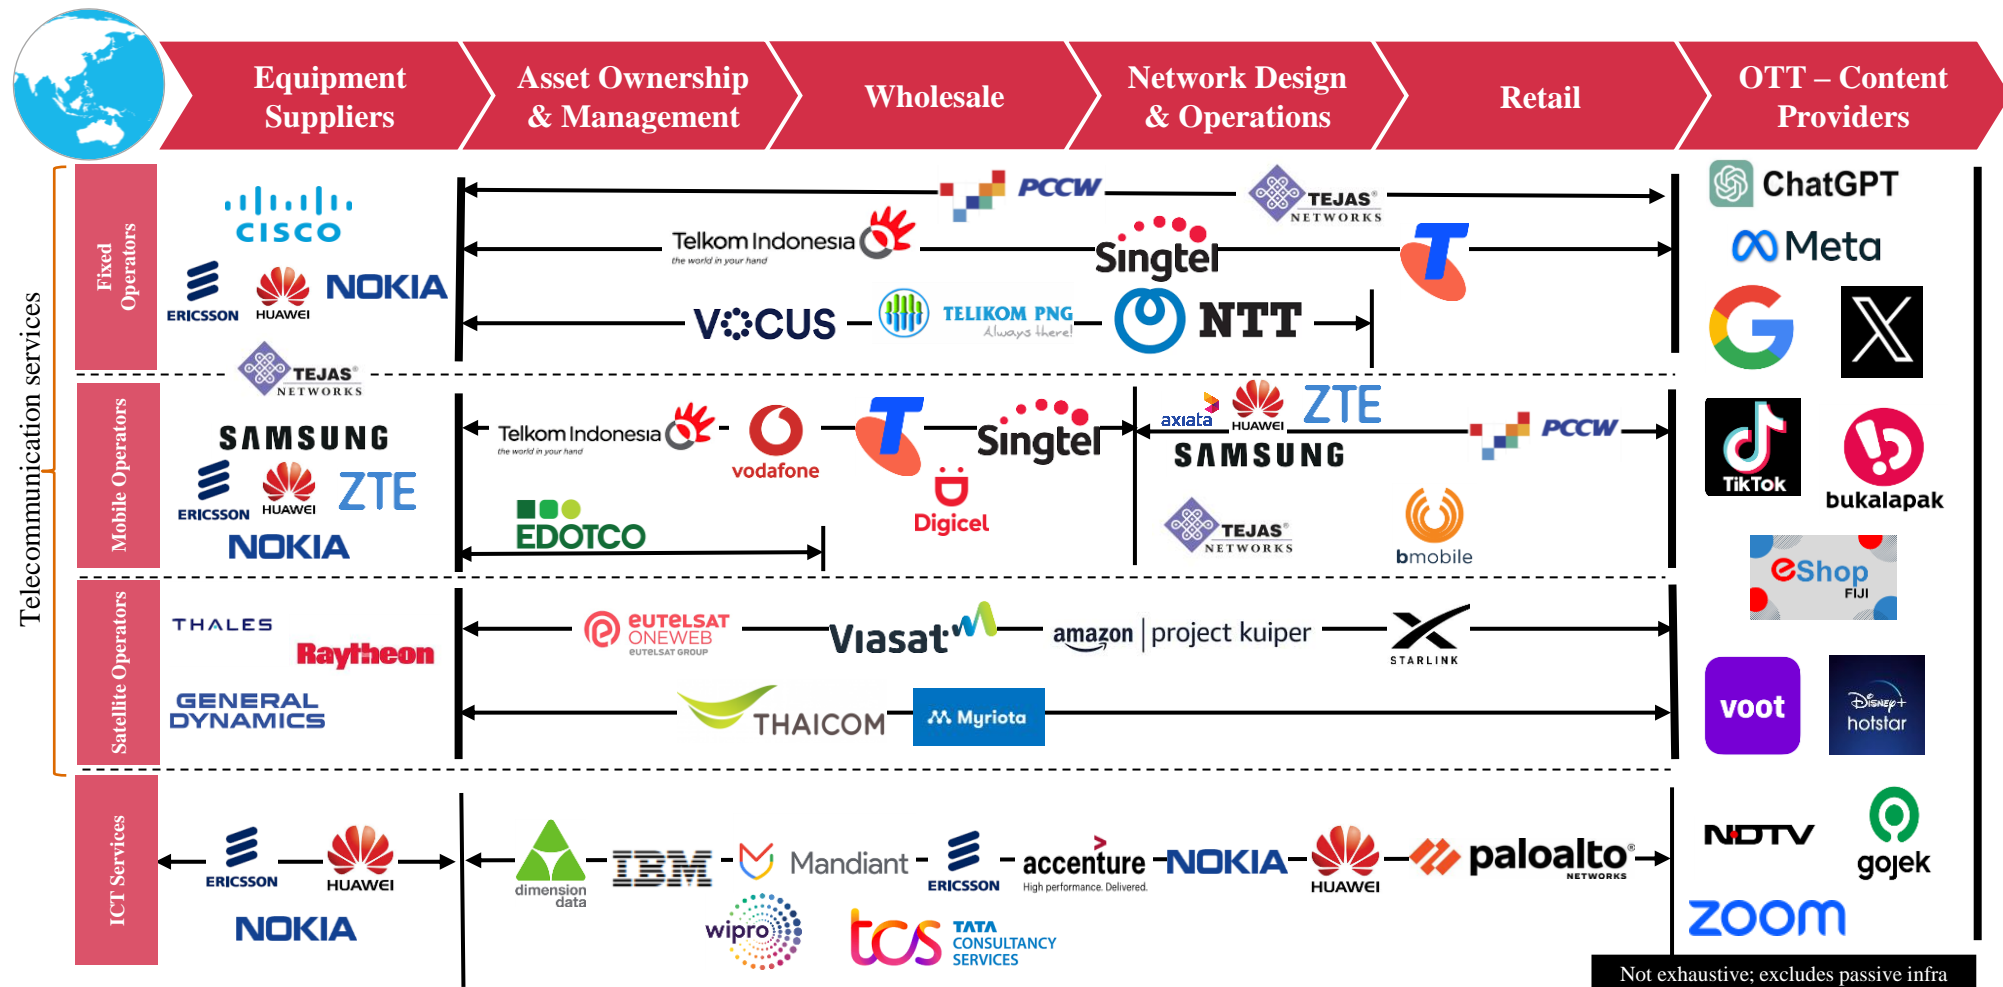 Equipment
Suppliers
Asset Ownership
& Management
Wholesale
Network Design
& Operations
Retail
OTT – Content
Providers
Telecommunication services
Fixed
Operators
CISCO
ERICSSON
HUAWEI
NOKIA
TEJAS
NETWORKS
PCCW
TEJAS
NETWORKS
Telkom Indonesia
the world in your hand
Singtel
T
VOCUS
TELIKOM PNG
Always there!
NTT
Mobile Operators
SAMSUNG
ERICSSON
HUAWEI
ZTE
NOKIA
Telkom Indonesia
the world in your hand
vodafone
T
Singtel
Digicel
EDOTCO
axiata
HUAWEI
ZTE
SAMSUNG
PCCW
TEJAS
NETWORKS
bmobile
Satellite Operators
THALES
Raytheon
GENERAL
DYNAMICS
eutelsat
ONEWEB
EUTELSAT GROUP
Viasat
amazon | project kuiper
STARLINK
THAICOM
Myriota
ICT Services
ERICSSON
HUAWEI
NOKIA
dimension
data
IBM
Mandiant
ERICSSON
accenture
High performance. Delivered.
NOKIA
HUAWEI
paloalto
NETWORKS
wipro
tcs
TATA
CONSULTANCY
SERVICES
ChatGPT
Meta
G
X
TikTok
bukalapak
eShop
FIJI
voot
Disney+
hotstar
NDTV
gojek
zoom
Not exhaustive; excludes passive infra